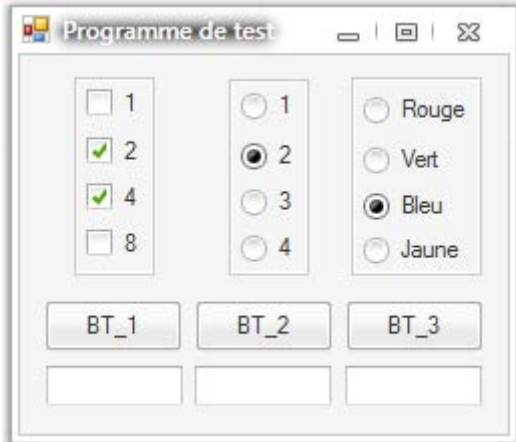 Programme de test
1
2
4
8
1
2
3
4
Rouge
Vert
Bleu
Jaune
BT_1 BT_2 BT_3